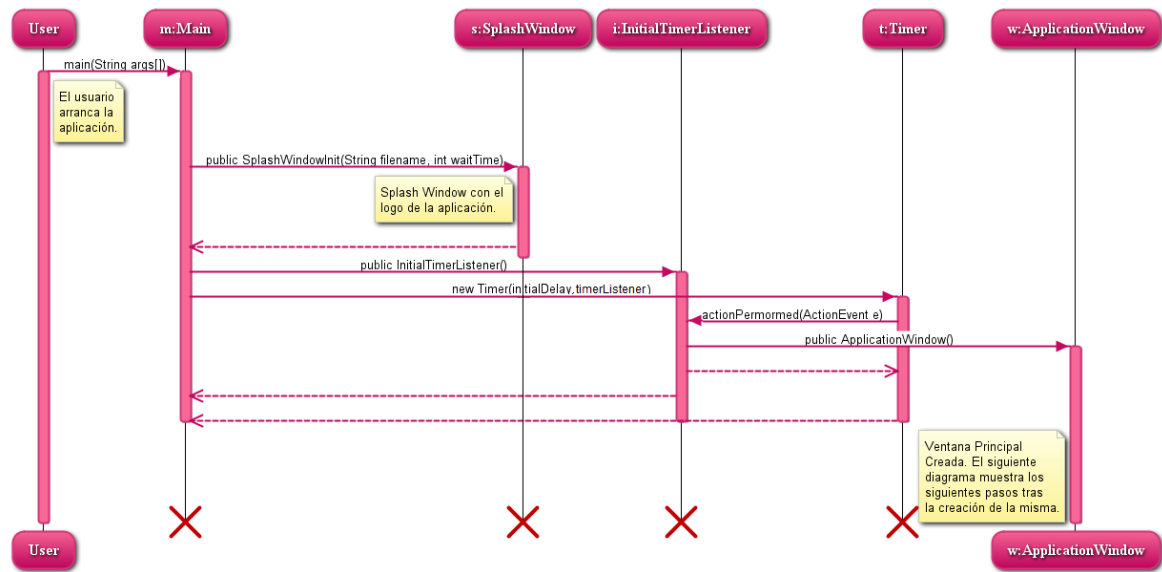 User
m:Main
s:SplashWindow
i:InitialTimerListener
t:Timer
w:ApplicationWindow
main(String args[])
El usuario
arranca la
aplicación.
public SplashWindowInit(String filename, int waitTime)
Splash Window con el
logo de la aplicación.
public InitialTimerListener()
new Timer(initialDelay,timerListener)
actionPermormed(ActionEvent e)
public ApplicationWindow()
Ventana Principal
Creada. El siguiente
diagrama muestra los
siguientes pasos tras
la creación de la misma.
User
w:ApplicationWindow